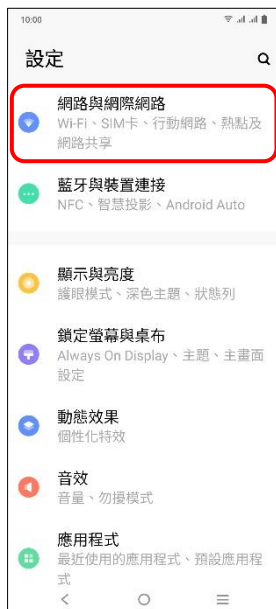 10:00
設定
網路與網際網路
Wi-Fi、SIM卡、行動網路、熱點及
網路共享
藍牙與裝置連接
NFC、智慧投影、Android Auto
顯示與亮度
護眼模式、深色主題、狀態列
鎖定螢幕與桌布
Always On Display、主題、主畫面
設定
動態效果
個性化特效
音效
音量、勿擾模式
應用程式
最近使用的應用程式、預設應用程
式